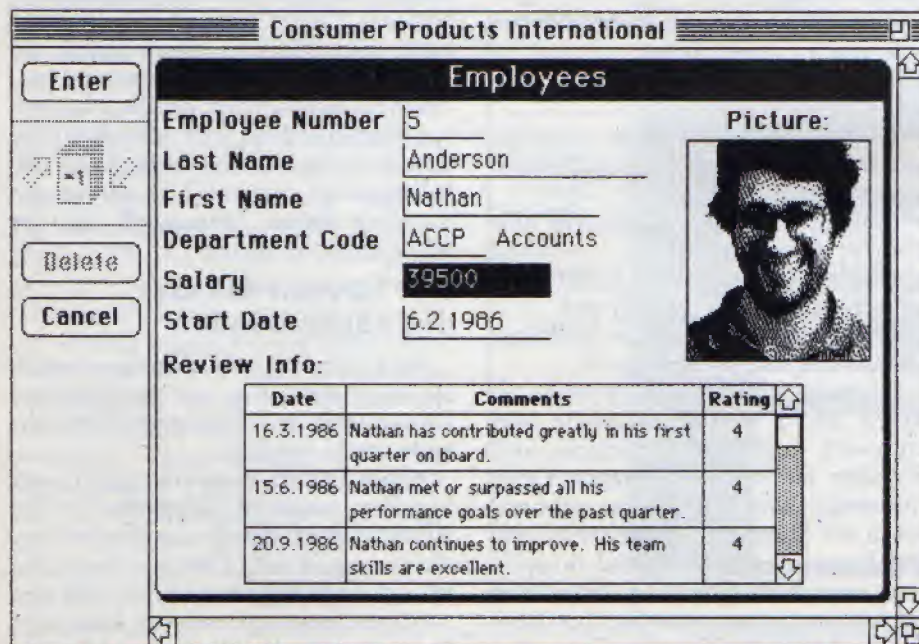 Consumer Products International
Enter
Delete
Cancel
Employees
Employee Number 5
Last Name Anderson
First Name Nathan
Department Code ACCP Accounts
Salary 39500
Start Date 6.2.1986
Picture:
Review Info:
Date Comments Rating
16.3.1986 Nathan has contributed greatly in his first 4
quarter on board.
15.6.1986 Nathan met or surpassed all his 4
performance goals over the past quarter.
20.9.1986 Nathan continues to improve. His team 4
skills are excellent.